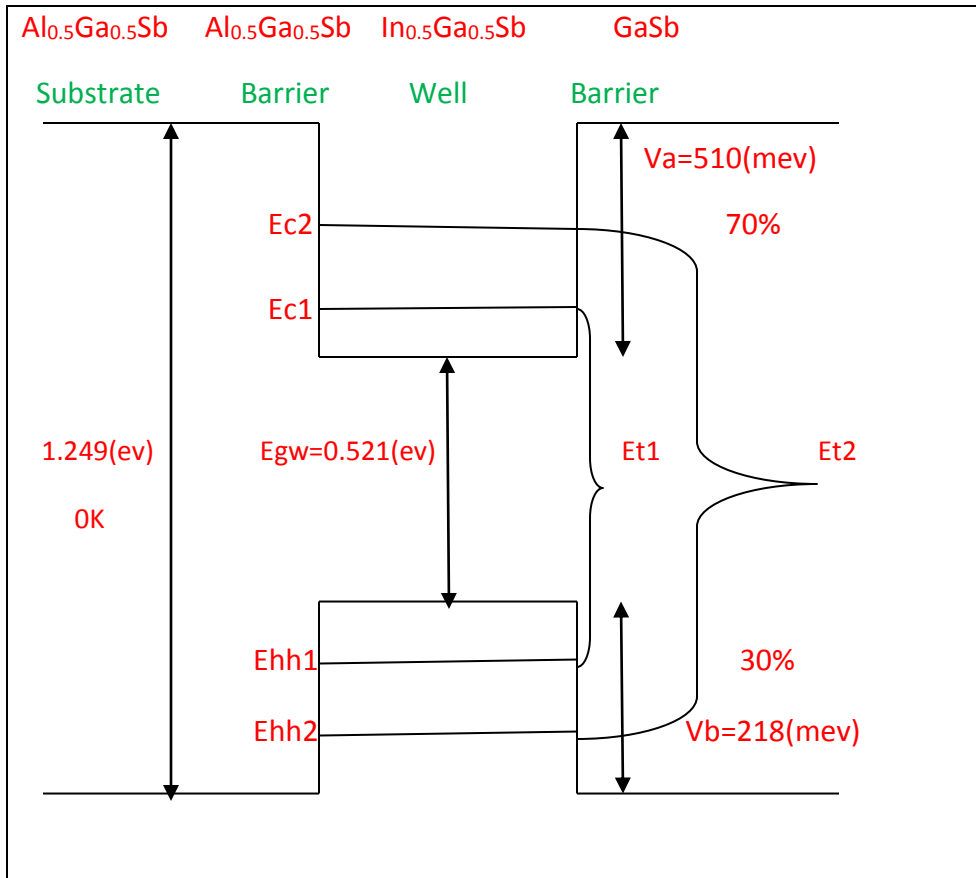 Al0.5Ga0.5Sb Al0.5Ga0.5Sb In0.5Ga0.5Sb GaSb
Substrate Barrier Well Barrier
Va=510(mev)
Ec2 70%
Ec1
1.249(ev) Egw=0.521(ev) Et1 Et2
0K
Ehh1 30%
Ehh2 Vb=218(mev)